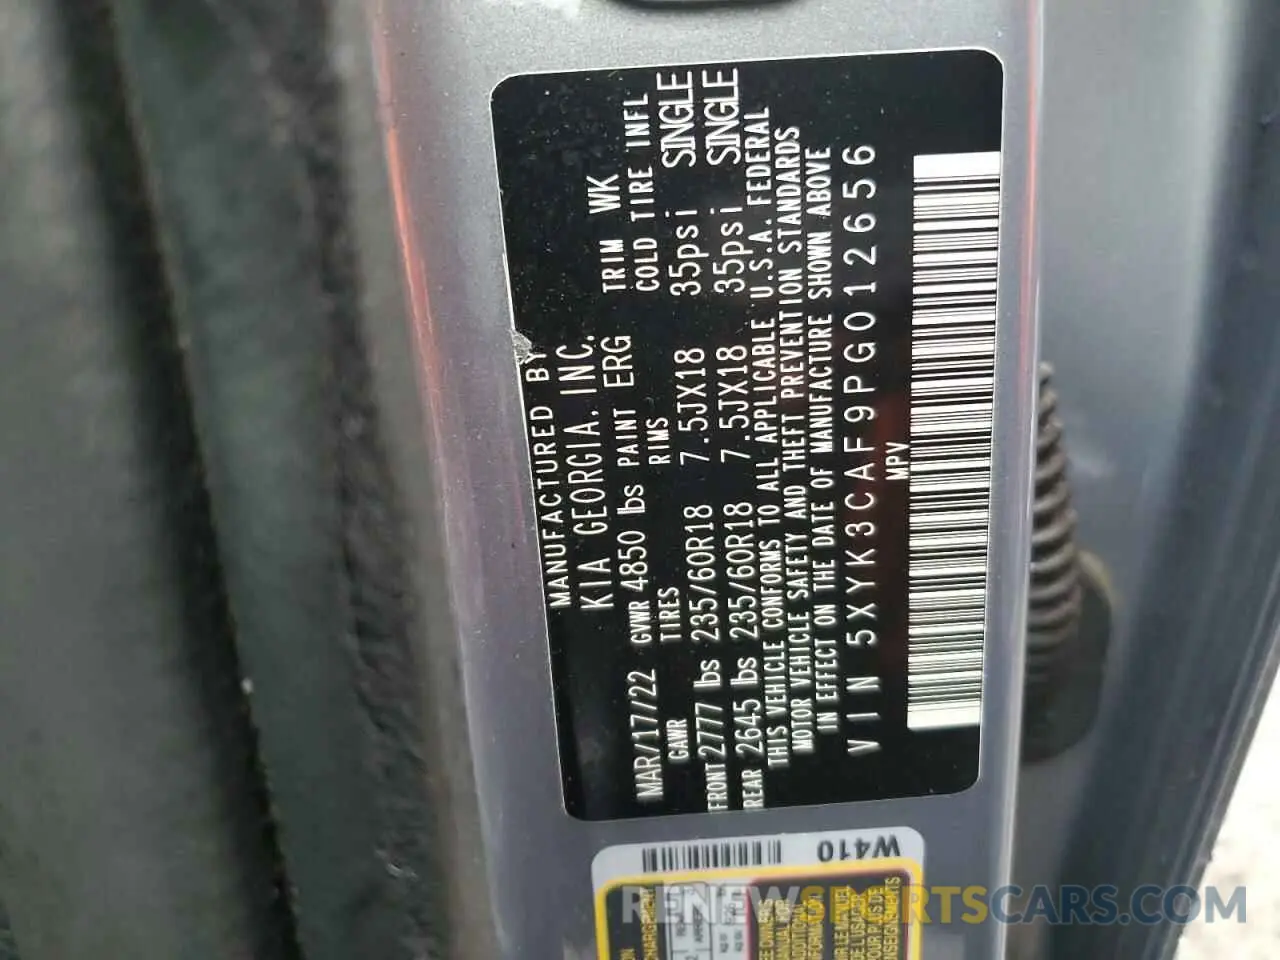 MANUFACTURED BY
KIA GEORGIA. INC.
MAR/17/22 GVWR 4850 lbs PAINT ERG TRIM WK
GAWR TIRES RIMS COLD TIRE INFL
FRONT 2777 lbs 235/60R18 7.5JX18 35psi SINGLE
REAR 2645 lbs 235/60R18 7.5JX18 35psi SINGLE
THIS VEHICLE CONFORMS TO ALL APPLICABLE U.S.A. FEDERAL
MOTOR VEHICLE SAFETY AND THEFT PREVENTION STANDARDS
IN EFFECT ON THE DATE OF MANUFACTURE SHOWN ABOVE
VIN 5XYK3CAF9PG012656
MPV
W410
RENEWSPORTSCARS.COM